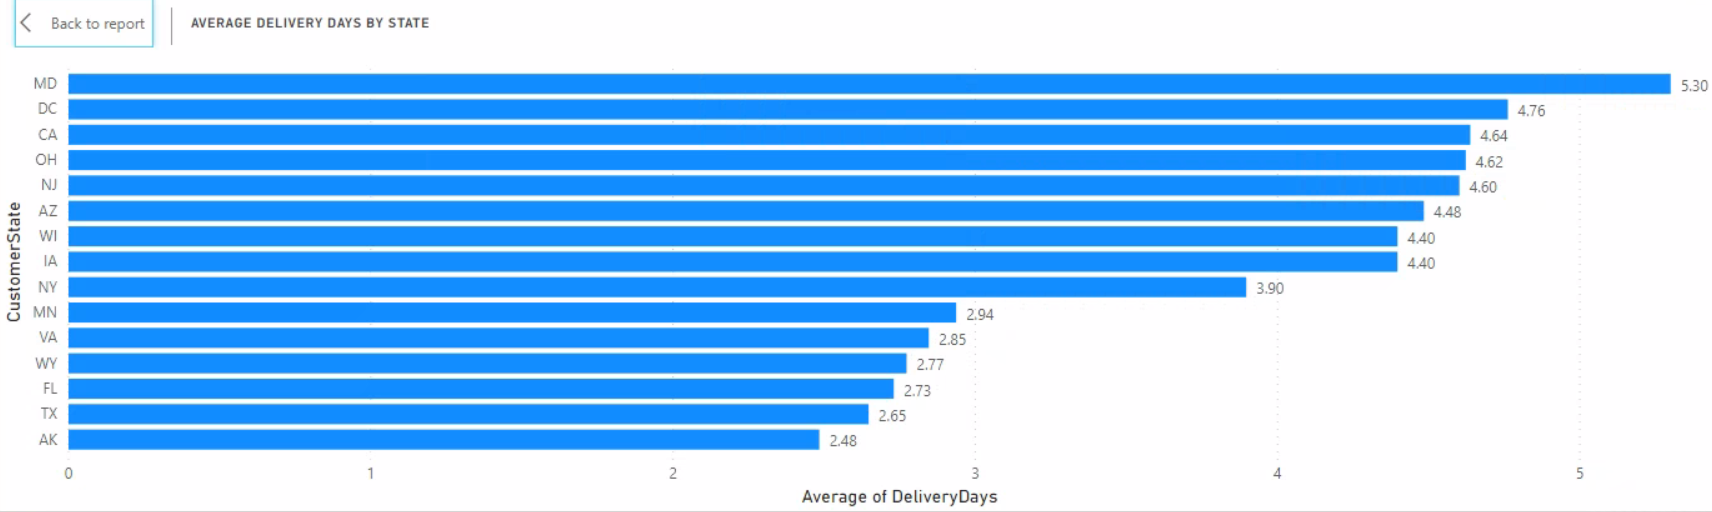 Back to report
AVERAGE DELIVERY DAYS BY STATE
CustomerState
MD 5.30
DC 4.76
CA 4.64
OH 4.62
NJ 4.60
AZ 4.48
WI 4.40
IA 4.40
NY 3.90
MN 2.94
VA 2.85
WY 2.77
FL 2.73
TX 2.65
AK 2.48
0 1 2 3 4 5
Average of DeliveryDays